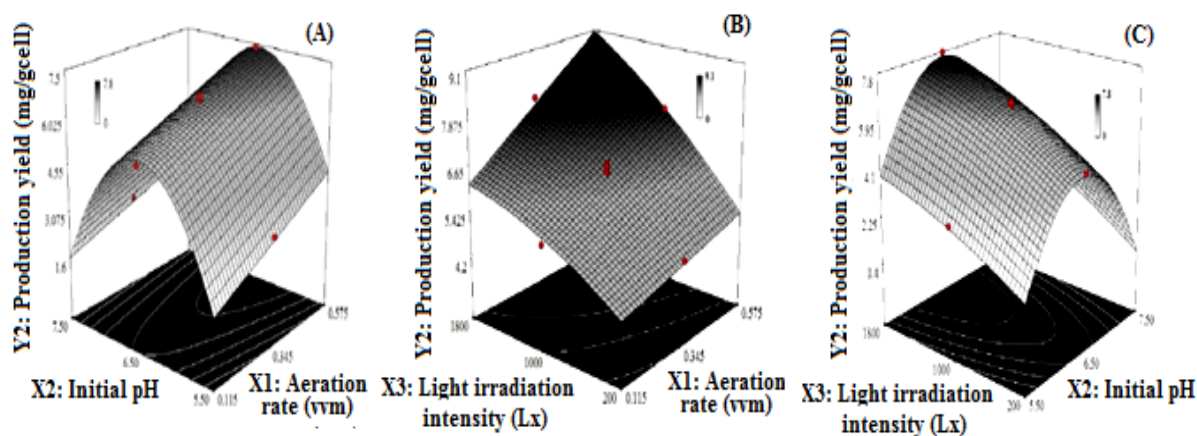 (A)
Y2: Production yield (mg/gcell)
7.5
6.025
4.55
3.075
1.6
7.8
0
7.50
6.50
5.50
0.115
0.345
0.575
X2: Initial pH
X1: Aeration
rate (vvm)
(B)
Y2: Production yield (mg/gcell)
9.1
7.875
6.65
5.425
4.2
0
1800
1000
200
0.115
0.345
0.575
X3: Light irradiation
intensity (Lx)
X1: Aeration
rate (vvm)
(C)
Y2: Production yield (mg/gcell)
7.8
5.95
4.1
2.25
7.8
1800
1000
200
5.50
6.50
7.50
X3: Light irradiation
intensity (Lx)
X2: Initial pH